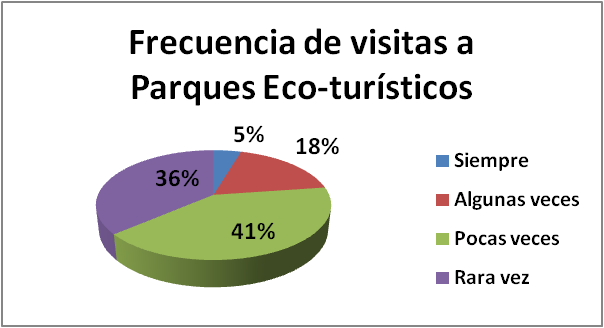 Frecuencia de visitas a
Parques Eco-turísticos
5%
18%
36%
41%
Siempre
Algunas veces
Pocas veces
Rara vez